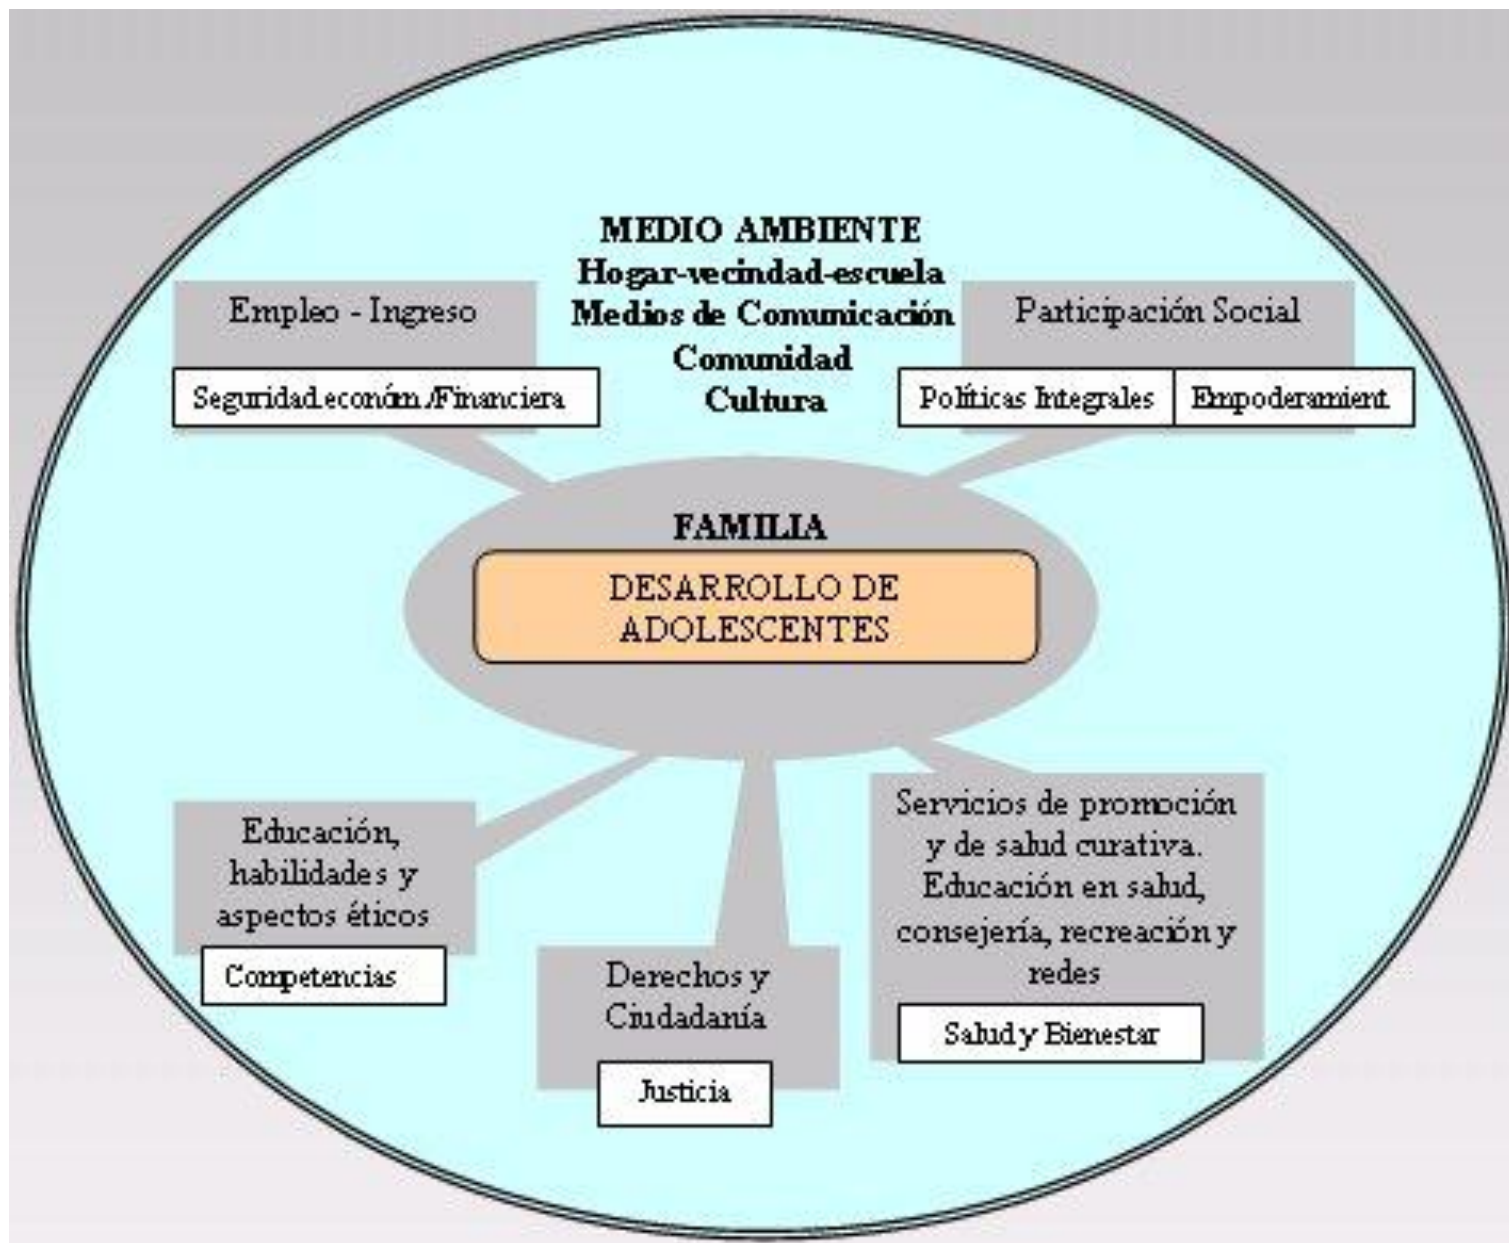 MEDIO AMBIENTE
Hogar-vecindad-escuela
Medios de Comunicación
Comunidad
Cultura
Empleo - Ingreso
Seguridad económ./Financiera
Participación Social
Políticas Integrales
Empoderamient
FAMILIA
DESARROLLO DE
ADOLESCENTES
Educación,
habilidades y
aspectos éticos
Competencias
Derechos y
Ciudadanía
Justicia
Servicios de promoción
y de salud curativa.
Educación en salud,
consejería, recreación y
redes
Salud y Bienestar